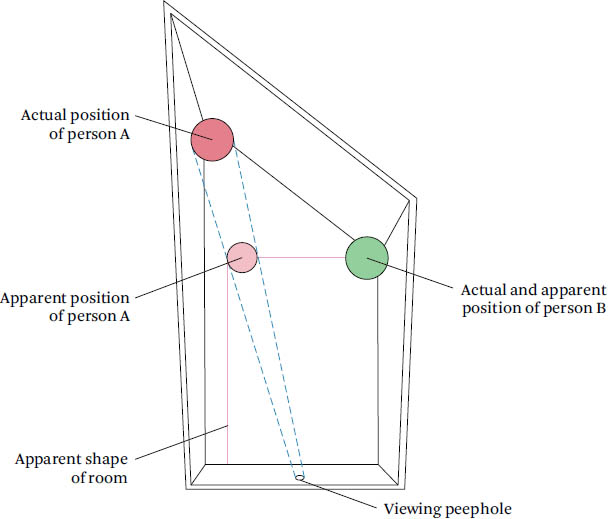 Actual position
of person A
Apparent position
of person A
Actual and apparent
position of person B
Apparent shape
of room
Viewing peephole